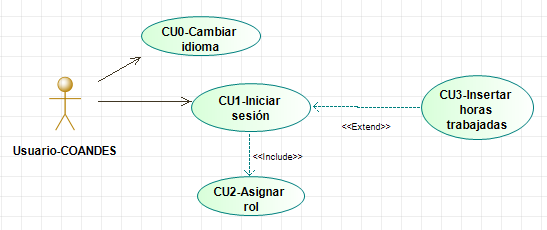 CU0-Cambiar
idioma
CU1-Iniciar
sesión
CU3-Insertar
horas
trabajadas
<<Extend>>
Usuario-COANDES
<<Include>>
CU2-Asignar
rol